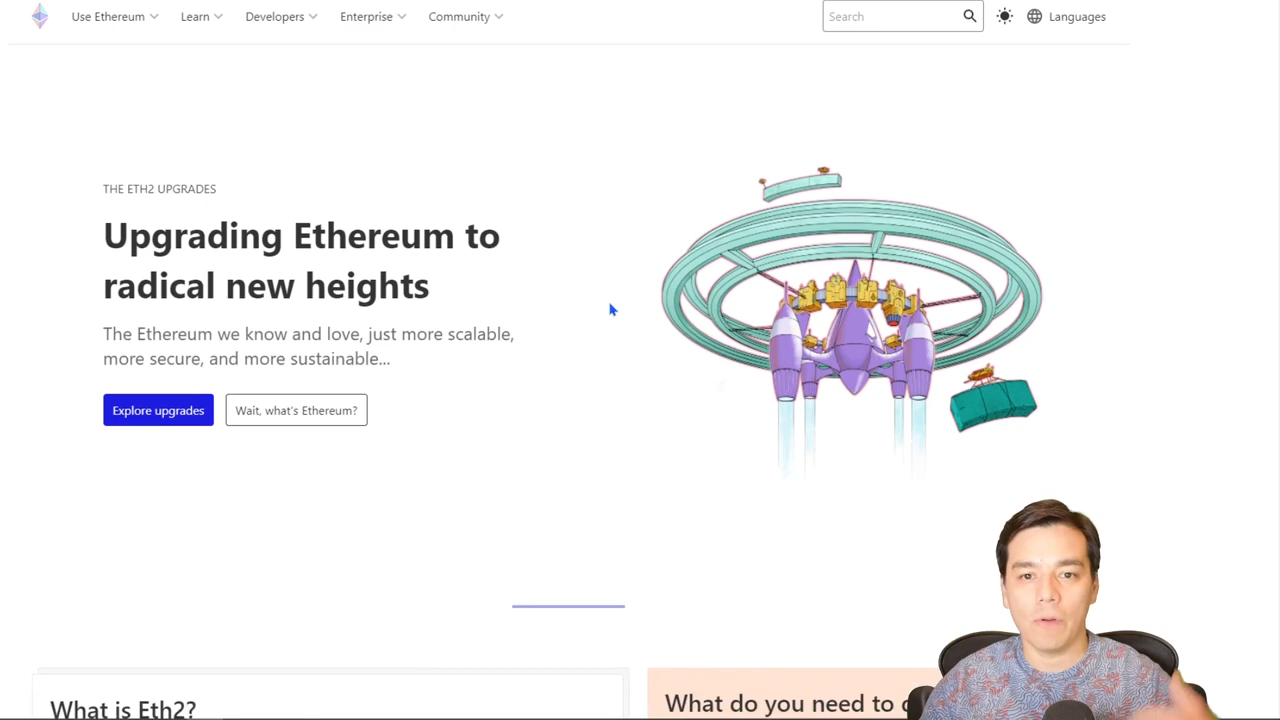 Use Ethereum Learn Developers Enterprise Community Search Languages
THE ETH2 UPGRADES
Upgrading Ethereum to
radical new heights
The Ethereum we know and love, just more scalable,
more secure, and more sustainable...
Explore upgrades Wait, what's Ethereum?
What is Eth2?
What do you need to